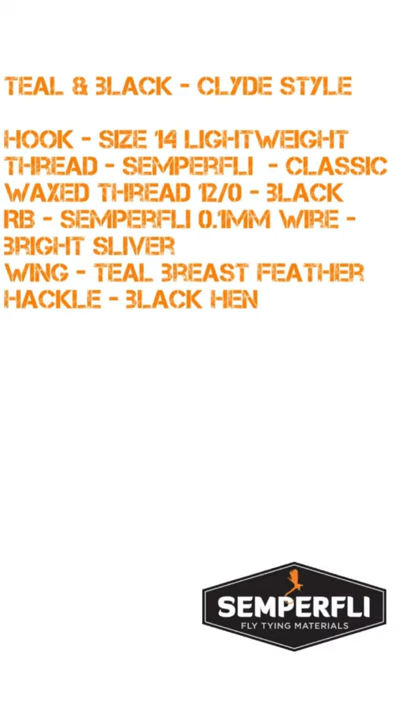 TEAL & BLACK - CLYDE STYLE
HOOK - SIZE 14 LIGHTWEIGHT
THREAD - SEMPERFLI - CLASSIC
WAXED THREAD 12/0 - BLACK
RB - SEMPERFLI 0.1MM WIRE -
BRIGHT SLIVER
WING - TEAL BREAST FEATHER
HACKLE - BLACK HEN
SEMPERFLI
FLY TYING MATERIALS